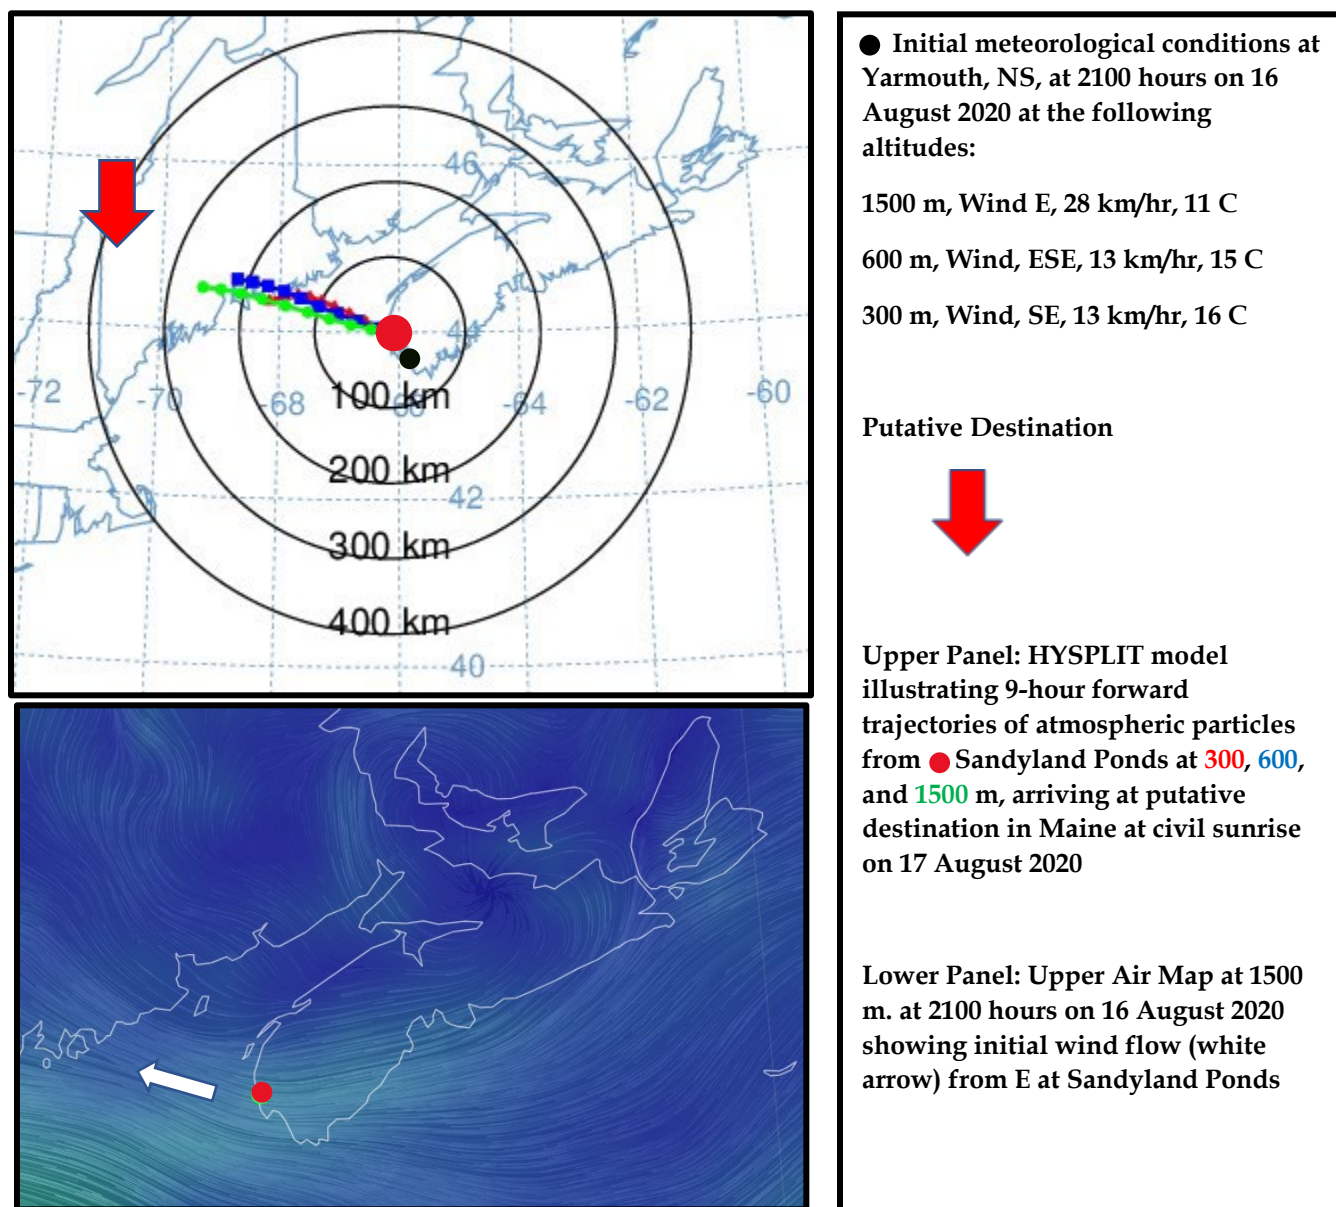 46
44
-72
-70
-68
66
-64
-62
-60
100 km
200 km
42
300 km
400 km
40
Initial meteorological conditions at
Yarmouth, NS, at 2100 hours on 16
August 2020 at the following
altitudes:
1500 m, Wind E, 28 km/hr, 11 C
600 m, Wind, ESE, 13 km/hr, 15 C
300 m, Wind, SE, 13 km/hr, 16 C
Putative Destination
Upper Panel: HYSPLIT model
illustrating 9-hour forward
trajectories of atmospheric particles
from Sandyland Ponds at 300, 600,
and 1500 m, arriving at putative
destination in Maine at civil sunrise
on 17 August 2020
Lower Panel: Upper Air Map at 1500
m. at 2100 hours on 16 August 2020
showing initial wind flow (white
arrow) from E at Sandyland Ponds